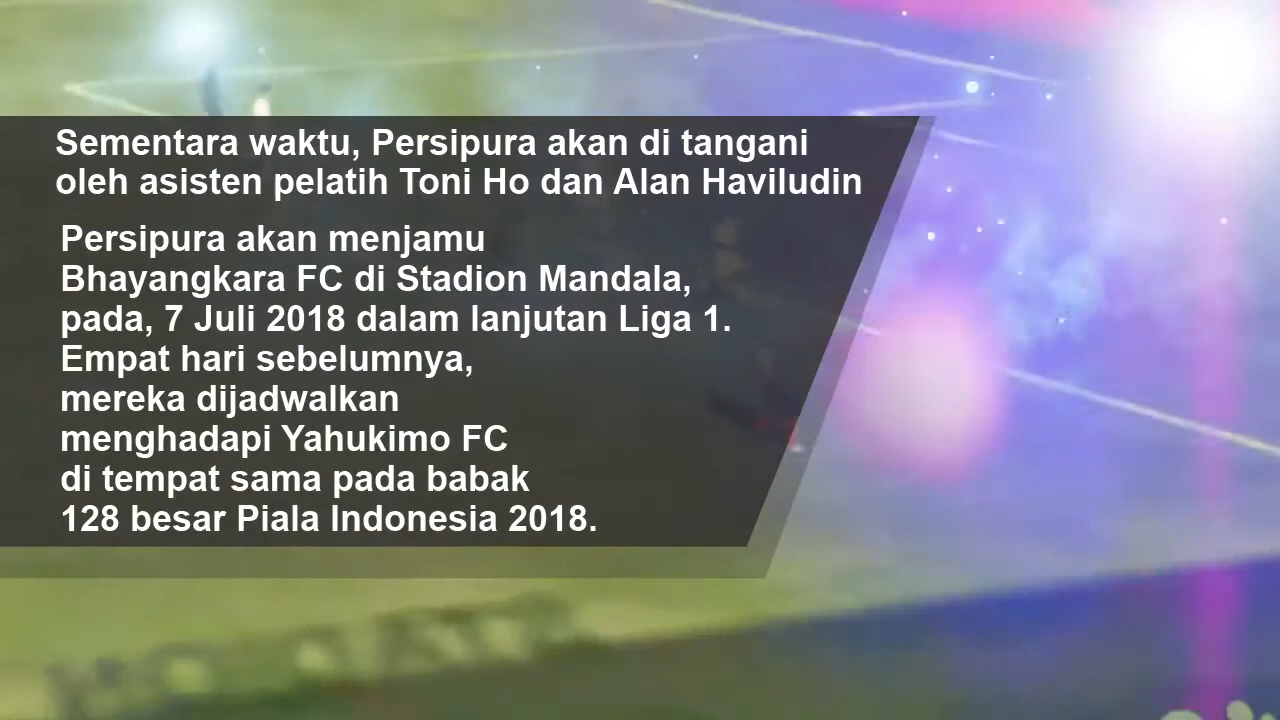 Sementara waktu, Persipura akan di tangani
oleh asisten pelatih Toni Ho dan Alan Haviludin
Persipura akan menjamu
Bhayangkara FC di Stadion Mandala,
pada, 7 Juli 2018 dalam lanjutan Liga 1.
Empat hari sebelumnya,
mereka dijadwalkan
menghadapi Yahukimo FC
di tempat sama pada babak
128 besar Piala Indonesia 2018.